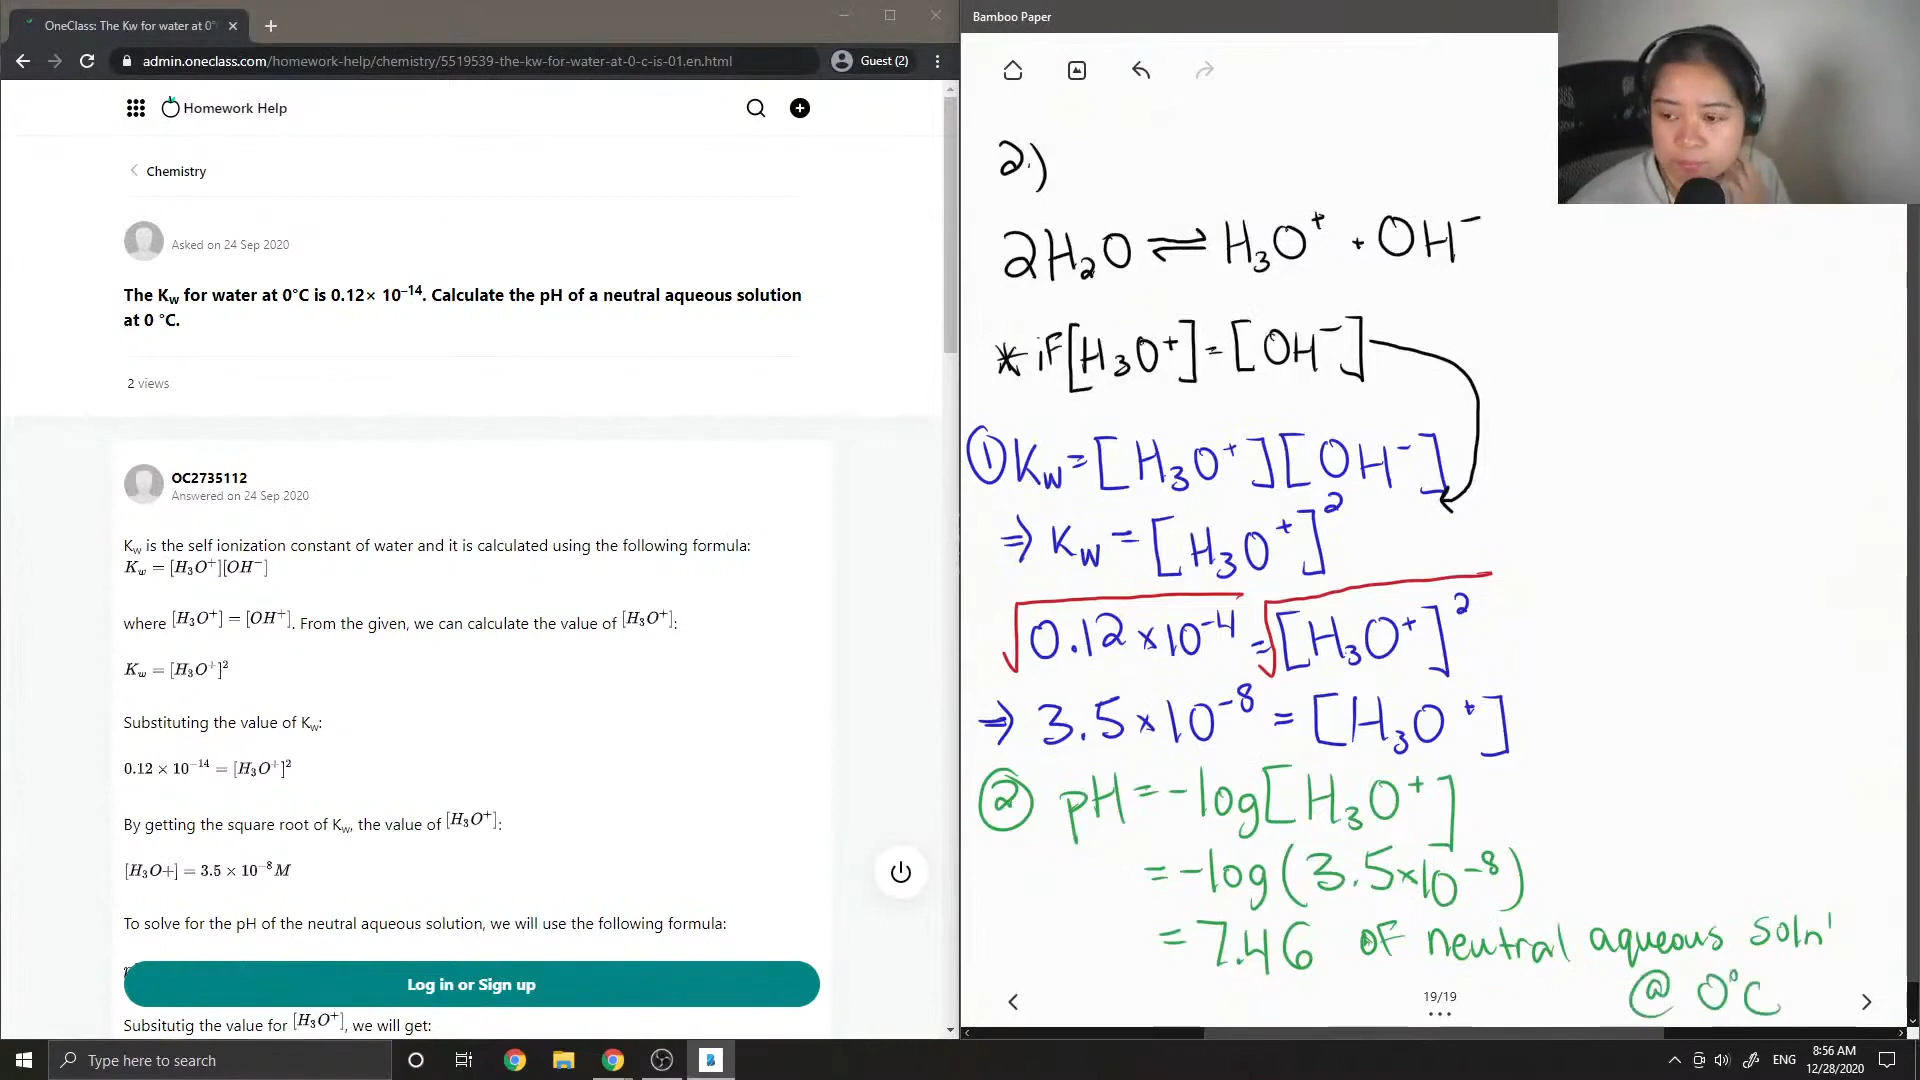 OneClass: The Kw for water at 0°
admin.oneclass.com/homework-help/chemistry/5519539-the-kw-for-water-at-0-c-is-01.en.html
Guest (2)
Homework Help
Chemistry
Asked on 24 Sep 2020
The Kw for water at 0°C is 0.12× 10⁻¹⁴. Calculate the pH of a neutral aqueous solution
at 0 °C.
2 views
OC2735112
Answered on 24 Sep 2020
Kw is the self ionization constant of water and it is calculated using the following formula:
Kw = [H₃O⁺][OH⁻]
where [H₃O⁺] = [OH⁺]. From the given, we can calculate the value of [H₃O⁺]:
Kw = [H₃O⁺]²
Substituting the value of Kw:
0.12 × 10⁻¹⁴ = [H₃O⁺]²
By getting the square root of Kw, the value of [H₃O⁺]:
[H₃O+] = 3.5 × 10⁻⁸ M
To solve for the pH of the neutral aqueous solution, we will use the following formula:
Log in or Sign up
Subsitutig the value for [H₃O⁺], we will get:
Bamboo Paper
2.)
2H₂O ⇌ H₃O⁺ + OH⁻
* if [H₃O⁺] = [OH⁻]
① Kw = [H₃O⁺][OH⁻]
⇒ Kw = [H₃O⁺]²
√0.12 × 10⁻⁴ = √[H₃O⁺]²
⇒ 3.5 × 10⁻⁸ = [H₃O⁺]
② pH = -log[H₃O⁺]
= -log(3.5×10⁻⁸)
= 7.46 of neutral aqueous soln'
@ 0°C
19/19
Type here to search
ENG
8:56 AM
12/28/2020